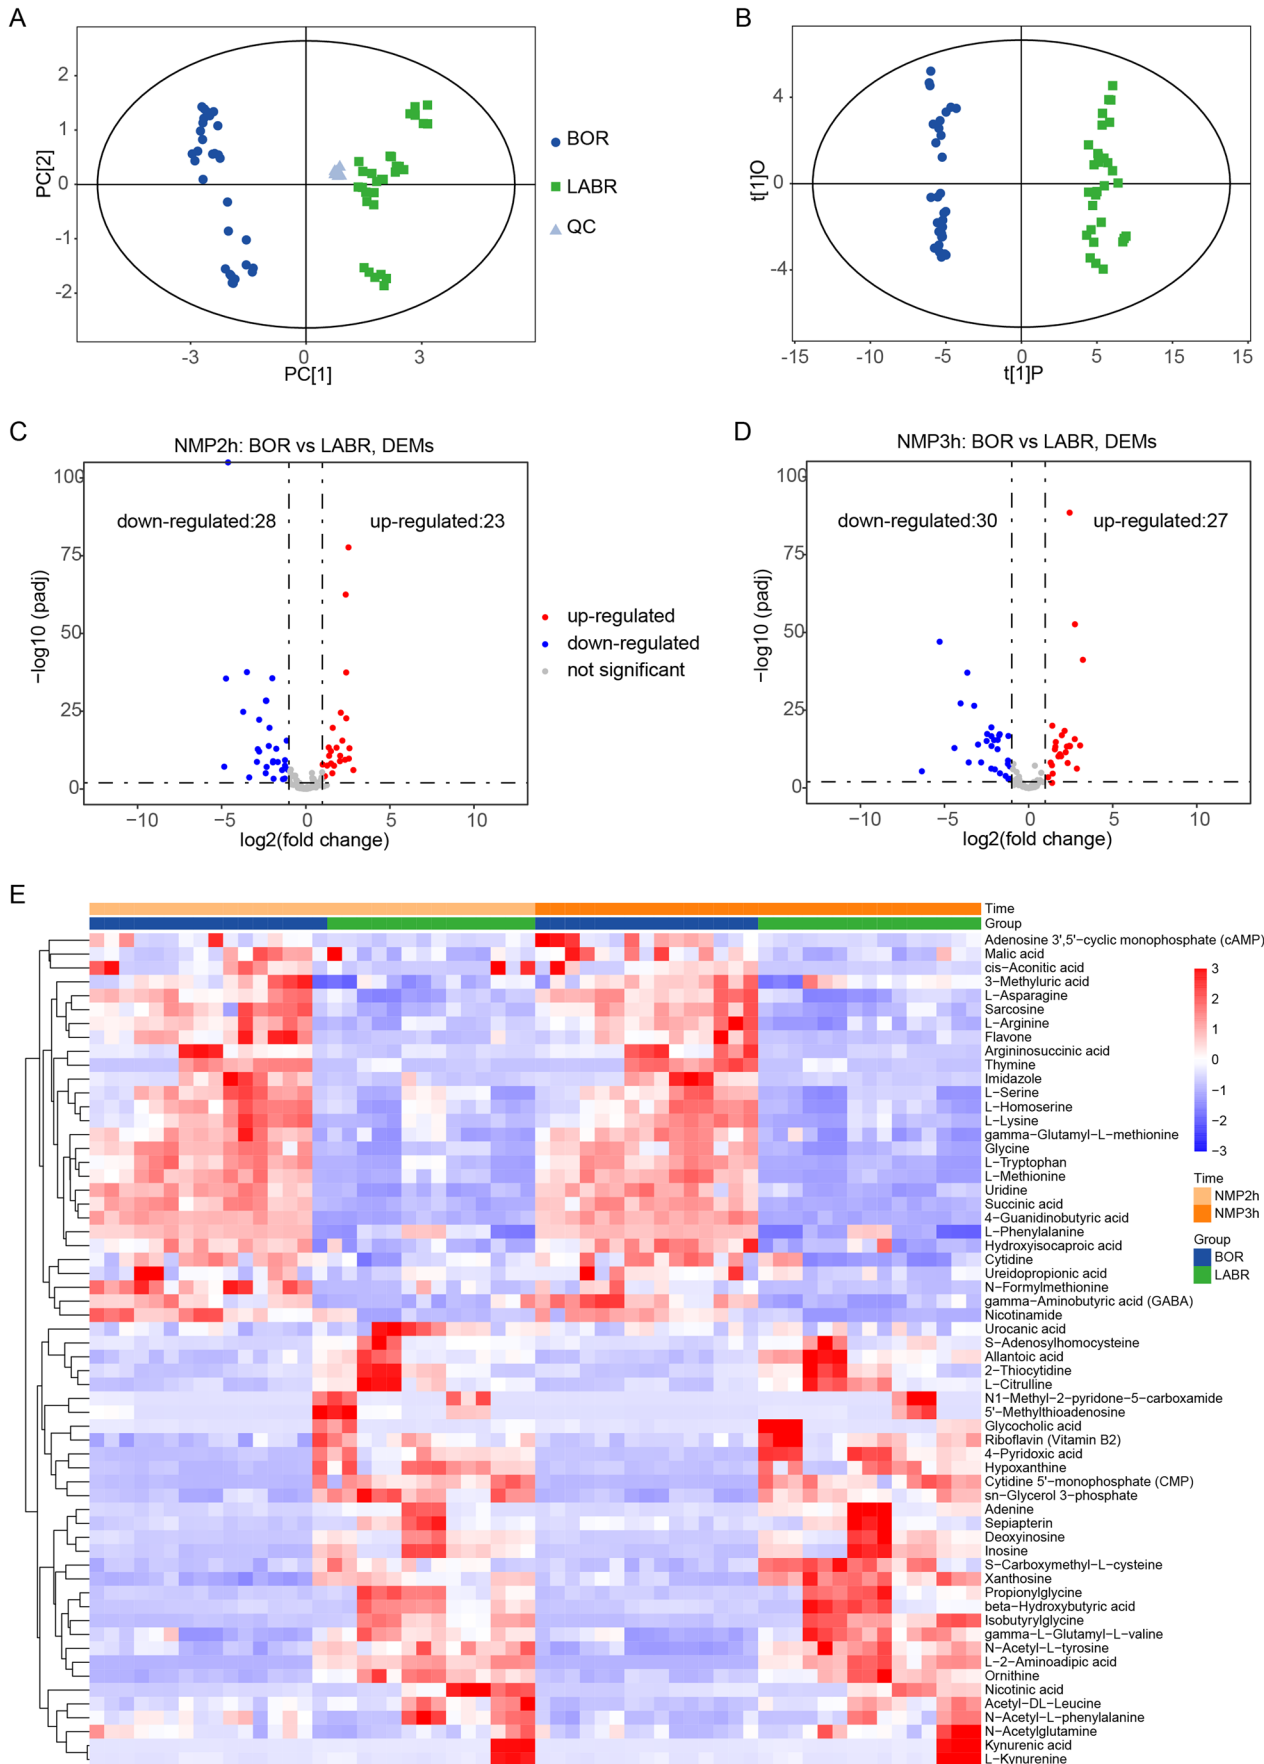 A
PC[2]
2
1
0
-1
-2
-3
0
3
PC[1]
BOR
LABR
QC
B
t[1]O
4
0
-4
-15
-10
-5
0
5
15
15
t[1]P
C
NMP2h: BOR vs LABR, DEMs
down-regulated:28
up-regulated:23
−log10 (padj)
100
75
50
25
0
−10
−5
0
5
10
log2(fold change)
up-regulated
down-regulated
not significant
D
NMP3h: BOR vs LABR, DEMs
down-regulated:30
up-regulated:27
−log10 (padj)
100
75
50
25
0
−10
−5
0
5
10
log2(fold change)
E
Time
Group
Adenosine 3',5'−cyclic monophosphate (cAMP)
Malic acid
cis−Aconitic acid
3−Methyluric acid
L−Asparagine
Sarcosine
L−Arginine
Flavone
Argininosuccinic acid
Thymine
Imidazole
L−Serine
L−Homoserine
L−Lysine
gamma−Glutamyl−L−methionine
Glycine
L−Tryptophan
L−Methionine
Uridine
Succinic acid
4−Guanidinobutyric acid
L−Phenylalanine
Hydroxyisocaproic acid
Cytidine
Ureidopropionic acid
N−Formylmethionine
gamma−Aminobutyric acid (GABA)
Nicotinamide
Urocanic acid
S−Adenosylhomocysteine
Allantoic acid
2−Thiocytidine
L−Citrulline
N1−Methyl−2−pyridone−5−carboxamide
5'−Methylthioadenosine
Glycocholic acid
Riboflavin (Vitamin B2)
4−Pyridoxic acid
Hypoxanthine
Cytidine 5'−monophosphate (CMP)
sn−Glycerol 3−phosphate
Adenine
Sepiapterin
Deoxyinosine
Inosine
S−Carboxymethyl−L−cysteine
Xanthosine
Propionylglycine
beta−Hydroxybutyric acid
Isobutyrylglycine
gamma−L−Glutamyl−L−valine
N−Acetyl−L−tyrosine
L−2−Aminoadipic acid
Ornithine
Nicotinic acid
Acetyl−DL−Leucine
N−Acetyl−L−phenylalanine
N−Acetylglutamine
Kynurenic acid
L−Kynurenine
3
2
1
0
−1
−2
−3
Time
NMP2h
NMP3h
Group
BOR
LABR